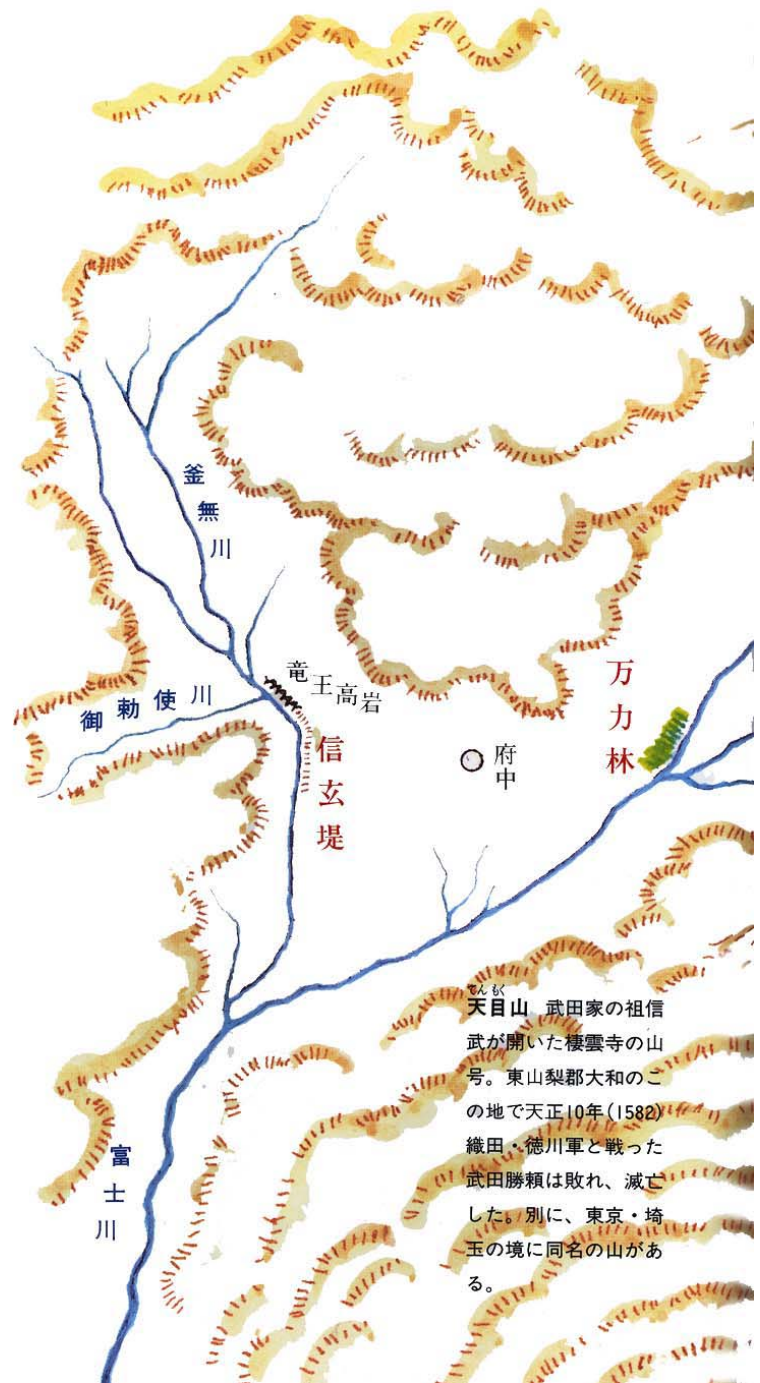 釜無川
竜王高岩
御勅使川
信玄堤
府中
万力林
富士川
てんもく
天目山　武田家の祖信
武が開いた棲雲寺の山
号。東山梨郡大和のこ
の地で天正10年(1582)
織田・徳川軍と戦った
武田勝頼は敗れ、滅亡
した。別に、東京・埼
玉の境に同名の山があ
る。